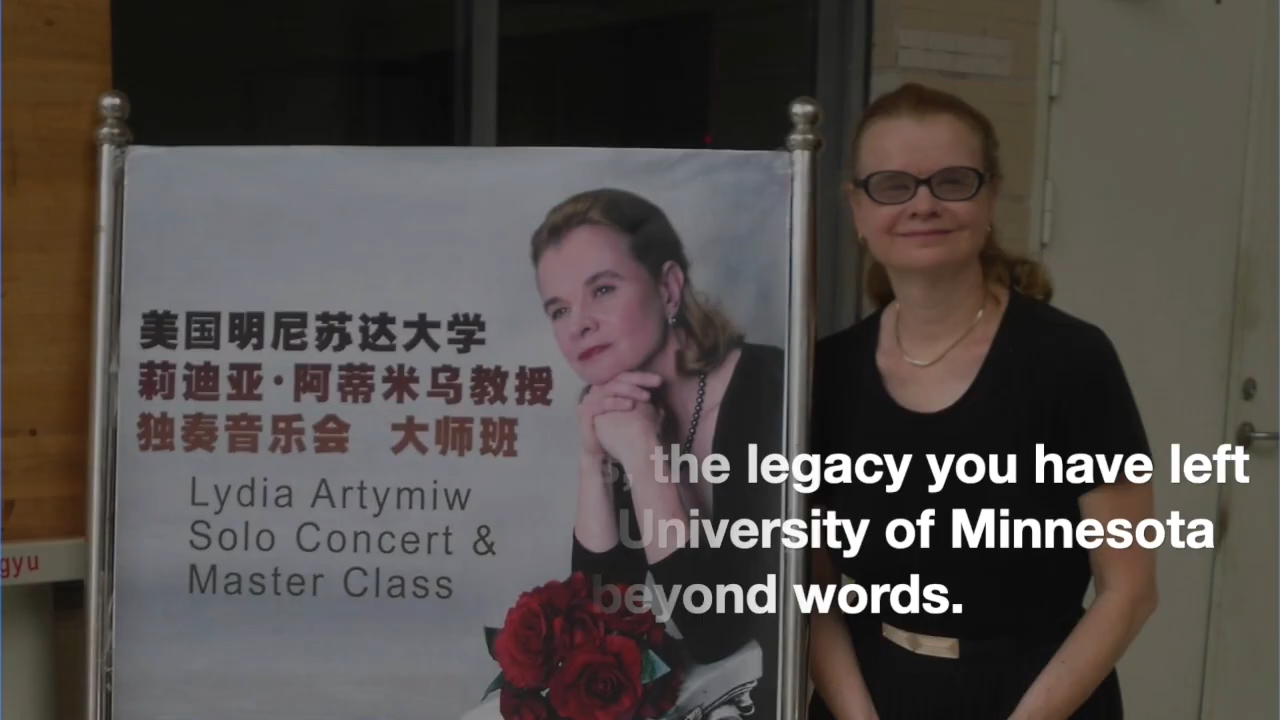 美国明尼苏达大学
莉迪亚·阿蒂米乌教授
独奏音乐会 大师班
Lydia Artymiw
Solo Concert &
Master Class
gyu
the legacy you have left
University of Minnesota
beyond words.